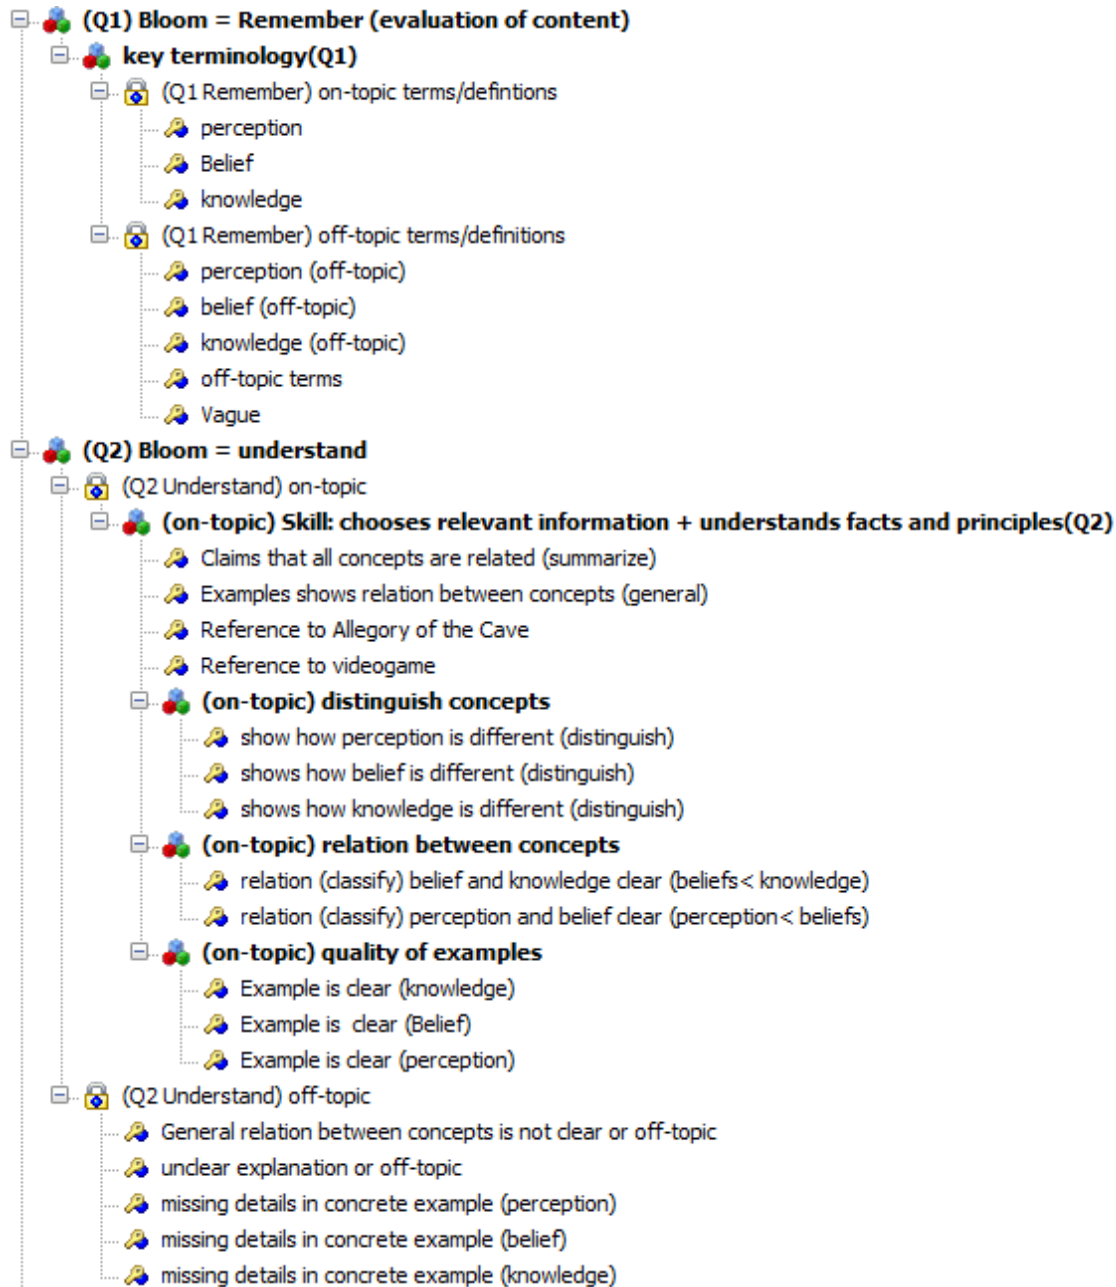 (Q1) Bloom = Remember (evaluation of content)
key terminology(Q1)
(Q1 Remember) on-topic terms/defintions
perception
Belief
knowledge
(Q1 Remember) off-topic terms/definitions
perception (off-topic)
belief (off-topic)
knowledge (off-topic)
off-topic terms
Vague
(Q2) Bloom = understand
(Q2 Understand) on-topic
(on-topic) Skill: chooses relevant information + understands facts and principles(Q2)
Claims that all concepts are related (summarize)
Examples shows relation between concepts (general)
Reference to Allegory of the Cave
Reference to videogame
(on-topic) distinguish concepts
show how perception is different (distinguish)
shows how belief is different (distinguish)
shows how knowledge is different (distinguish)
(on-topic) relation between concepts
relation (classify) belief and knowledge clear (beliefs< knowledge)
relation (classify) perception and belief clear (perception< beliefs)
(on-topic) quality of examples
Example is clear (knowledge)
Example is  clear (Belief)
Example is clear (perception)
(Q2 Understand) off-topic
General relation between concepts is not clear or off-topic
unclear explanation or off-topic
missing details in concrete example (perception)
missing details in concrete example (belief)
missing details in concrete example (knowledge)